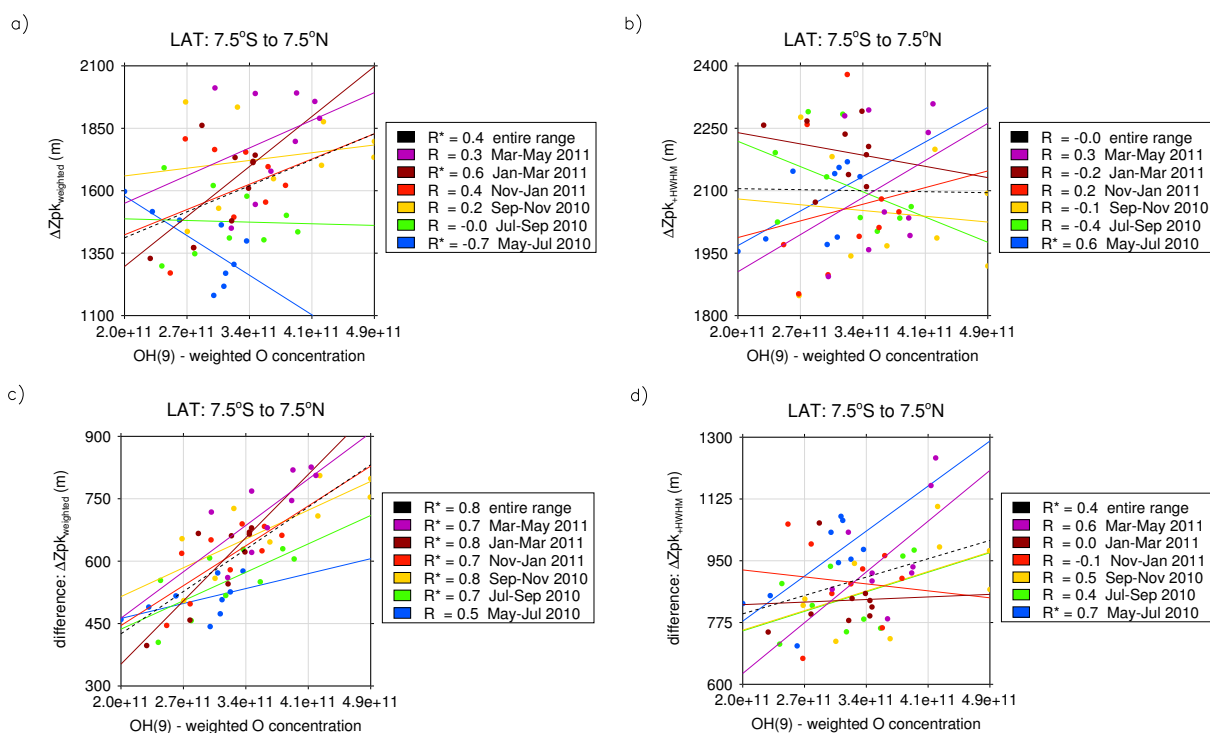 a)
LAT: 7.5°S to 7.5°N
ΔZpk_weighted (m)
2100
1850
1600
1350
1100
2.0e+11 2.7e+11 3.4e+11 4.1e+11 4.9e+11
OH(9) - weighted O concentration
R* = 0.4 entire range
R = 0.3 Mar-May 2011
R* = 0.6 Jan-Mar 2011
R = 0.4 Nov-Jan 2011
R = 0.2 Sep-Nov 2010
R = -0.0 Jul-Sep 2010
R* = -0.7 May-Jul 2010
b)
LAT: 7.5°S to 7.5°N
ΔZpk_+HWHM (m)
2400
2250
2100
1950
1800
2.0e+11 2.7e+11 3.4e+11 4.1e+11 4.9e+11
OH(9) - weighted O concentration
R = -0.0 entire range
R = 0.3 Mar-May 2011
R = -0.2 Jan-Mar 2011
R = 0.2 Nov-Jan 2011
R = -0.1 Sep-Nov 2010
R = -0.4 Jul-Sep 2010
R* = 0.6 May-Jul 2010
c)
LAT: 7.5°S to 7.5°N
difference: ΔZpk_weighted (m)
900
750
600
450
300
2.0e+11 2.7e+11 3.4e+11 4.1e+11 4.9e+11
OH(9) - weighted O concentration
R* = 0.8 entire range
R* = 0.7 Mar-May 2011
R* = 0.8 Jan-Mar 2011
R* = 0.7 Nov-Jan 2011
R* = 0.8 Sep-Nov 2010
R* = 0.7 Jul-Sep 2010
R = 0.5 May-Jul 2010
d)
LAT: 7.5°S to 7.5°N
difference: ΔZpk_+HWHM (m)
1300
1125
950
775
600
2.0e+11 2.7e+11 3.4e+11 4.1e+11 4.9e+11
OH(9) - weighted O concentration
R* = 0.4 entire range
R = 0.6 Mar-May 2011
R = 0.0 Jan-Mar 2011
R = -0.1 Nov-Jan 2011
R = 0.5 Sep-Nov 2010
R = 0.4 Jul-Sep 2010
R* = 0.7 May-Jul 2010